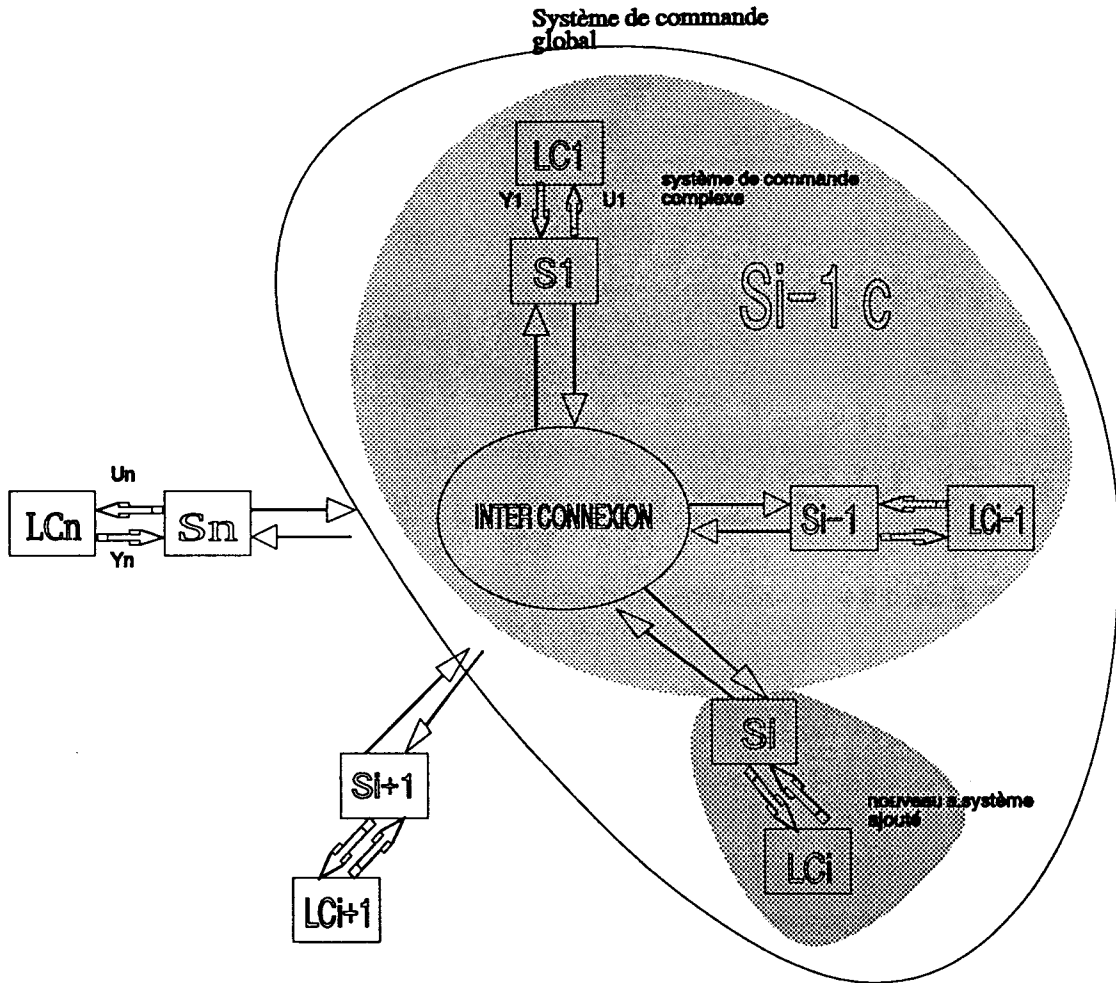 Système de commande
global
LC1
Y1
U1
système de commande
complexe
S1
Si-1 c
Un
LCn
Sn
Yn
INTER CONNEXION
Si-1
LCi-1
Si
Si+1
nouveau s.système
ajouté
LCi
LCi+1